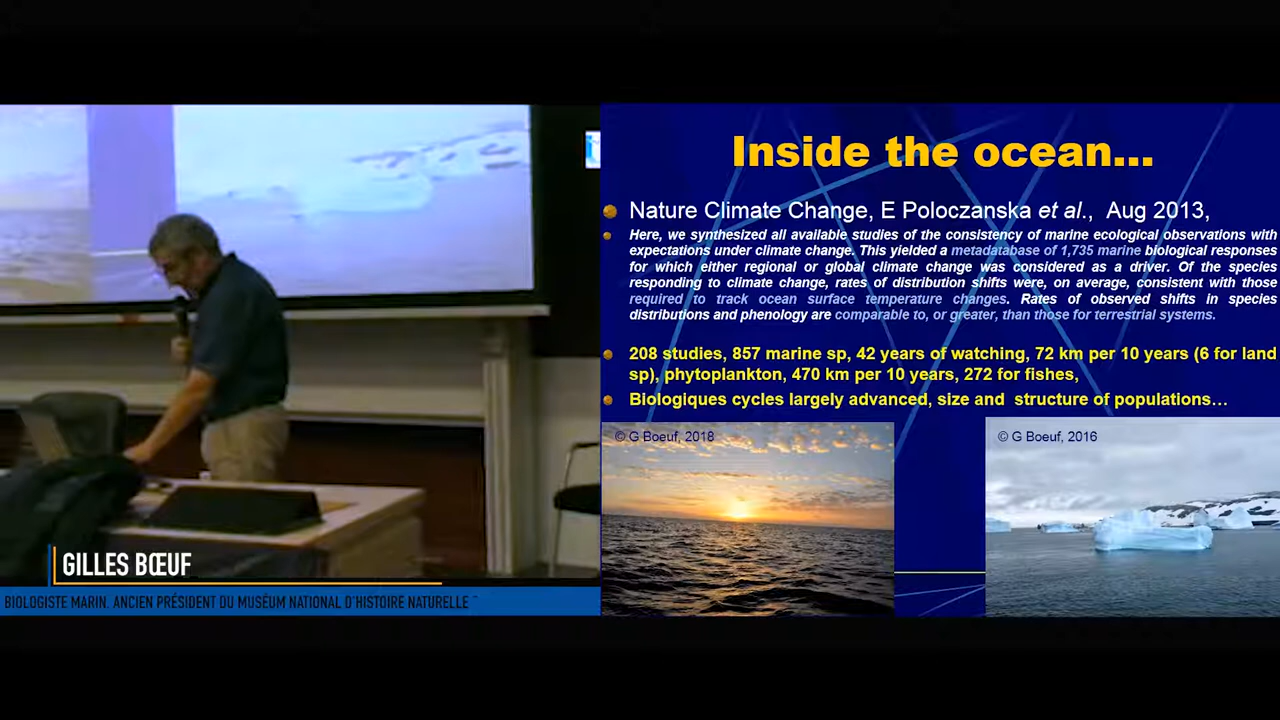 Inside the ocean...
Nature Climate Change, E Poloczanska et al., Aug 2013,
Here, we synthesized all available studies of the consistency of marine ecological observations with
expectations under climate change. This yielded a metadatabase of 1,735 marine biological responses
for which either regional or global climate change was considered as a driver. Of the species
responding to climate change, rates of distribution shifts were, on average, consistent with those
required to track ocean surface temperature changes. Rates of observed shifts in species
distributions and phenology are comparable to, or greater, than those for terrestrial systems.
208 studies, 857 marine sp, 42 years of watching, 72 km per 10 years (6 for land
sp), phytoplankton, 470 km per 10 years, 272 for fishes,
Biologiques cycles largely advanced, size and structure of populations...
© G Boeuf, 2018
© G Boeuf, 2016
GILLES BŒUF
BIOLOGISTE MARIN. ANCIEN PRÉSIDENT DU MUSÉUM NATIONAL D'HISTOIRE NATURELLE